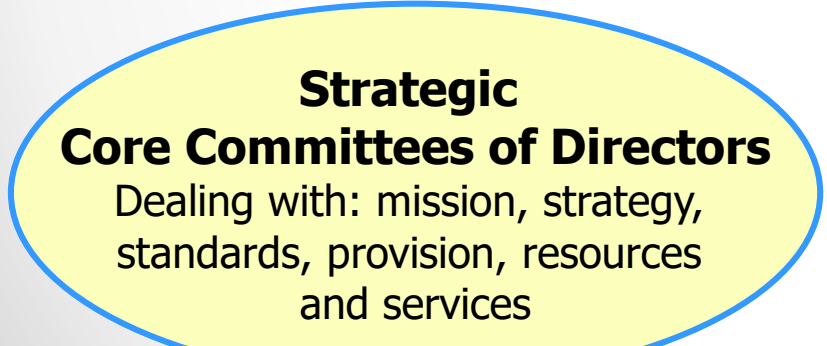 Strategic
Core Committees of Directors
Dealing with: mission, strategy,
standards, provision, resources
and services